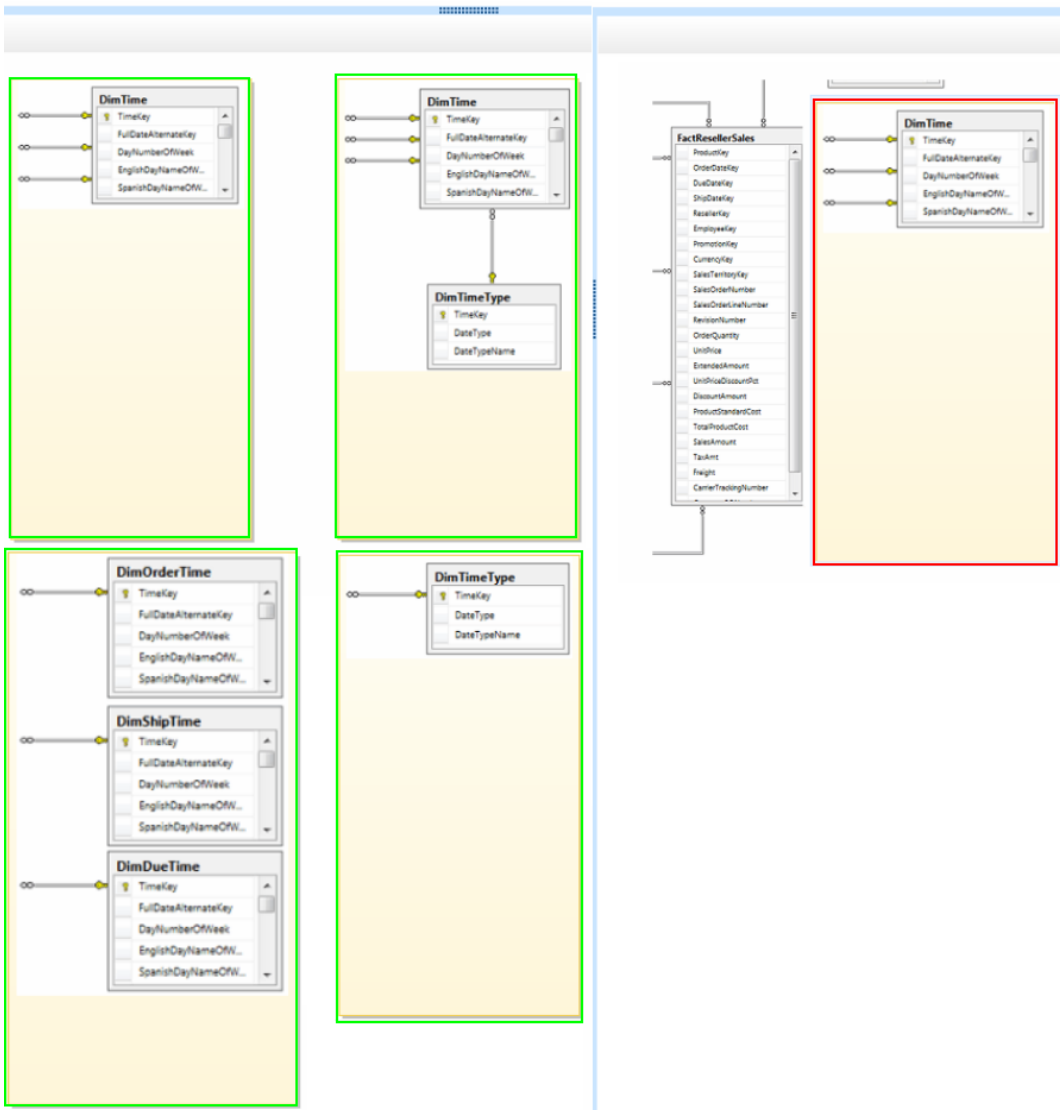 DimTime
TimeKey
FullDateAlternateKey
DayNumberOfWeek
EnglishDayNameOfW...
SpanishDayNameOfW...
DimTime
TimeKey
FullDateAlternateKey
DayNumberOfWeek
EnglishDayNameOfW...
SpanishDayNameOfW...
DimTimeType
TimeKey
DateType
DateTypeName
DimOrderTime
TimeKey
FullDateAlternateKey
DayNumberOfWeek
EnglishDayNameOfW...
SpanishDayNameOfW...
DimShipTime
TimeKey
FullDateAlternateKey
DayNumberOfWeek
EnglishDayNameOfW...
SpanishDayNameOfW...
DimDueTime
TimeKey
FullDateAlternateKey
DayNumberOfWeek
EnglishDayNameOfW...
SpanishDayNameOfW...
DimTimeType
TimeKey
DateType
DateTypeName
FactResellerSales
ProductKey
OrderDateKey
DueDateKey
ShipDateKey
ResellerKey
EmployeeKey
PromotionKey
CurrencyKey
SalesTerritoryKey
SalesOrderNumber
SalesOrderLineNumber
RevisionNumber
OrderQuantity
UnitPrice
ExtendedAmount
UnitPriceDiscountPct
DiscountAmount
ProductStandardCost
TotalProductCost
SalesAmount
TaxAmt
Freight
CarrierTrackingNumber
DimTime
TimeKey
FullDateAlternateKey
DayNumberOfWeek
EnglishDayNameOfW...
SpanishDayNameOfW...